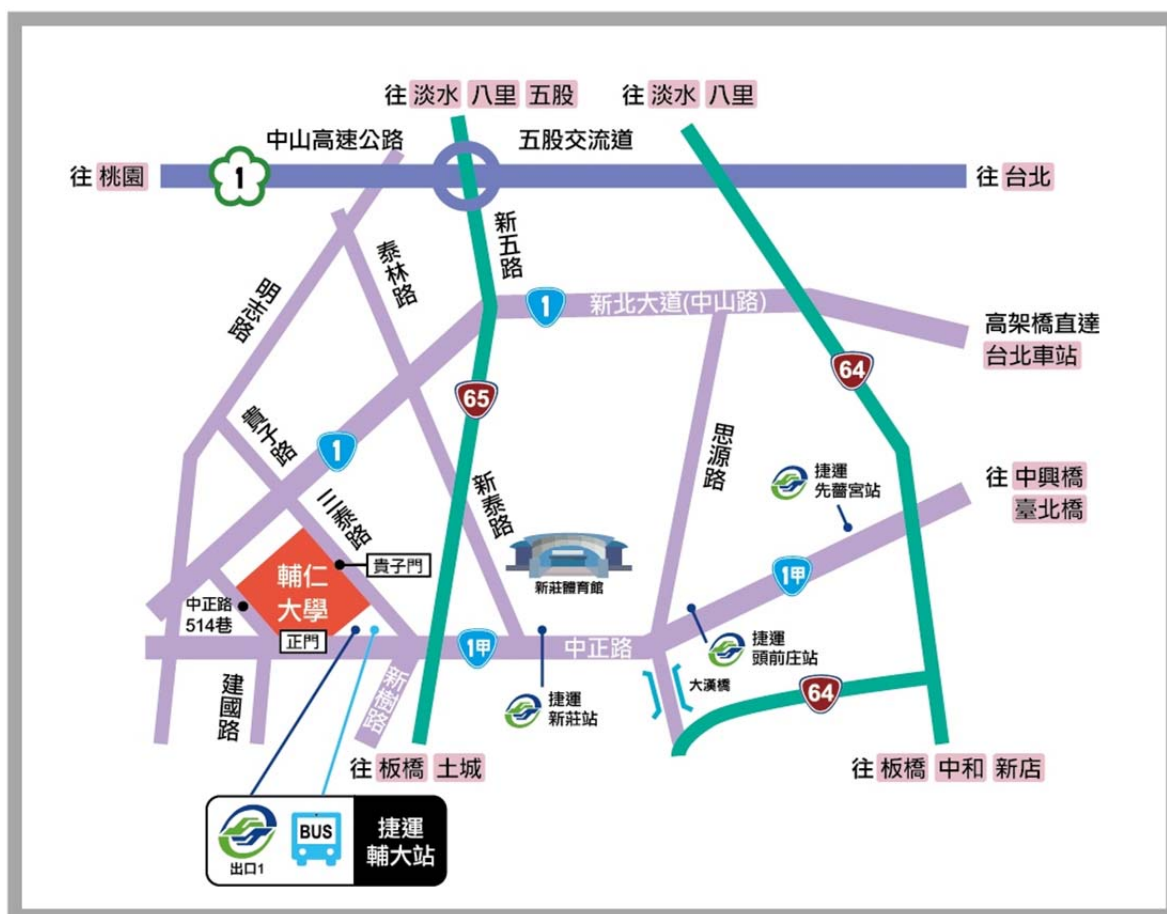 往 淡水 八里 五股
往 淡水 八里
中山高速公路
五股交流道
往 桃園
1
往 台北
新五路
泰林路
明志路
1
新北大道(中山路)
高架橋直達
台北車站
65
64
貴子路
1
思源路
新泰路
三泰路
捷運
先嗇宮站
往 中興橋
臺北橋
新莊體育館
貴子門
輔仁
大學
1甲
中正路
514巷
正門
1甲
中正路
捷運
頭前庄站
建國路
新樹路
捷運
新莊站
大漢橋
64
往 板橋 土城
往 板橋 中和 新店
BUS
出口1
捷運
輔大站